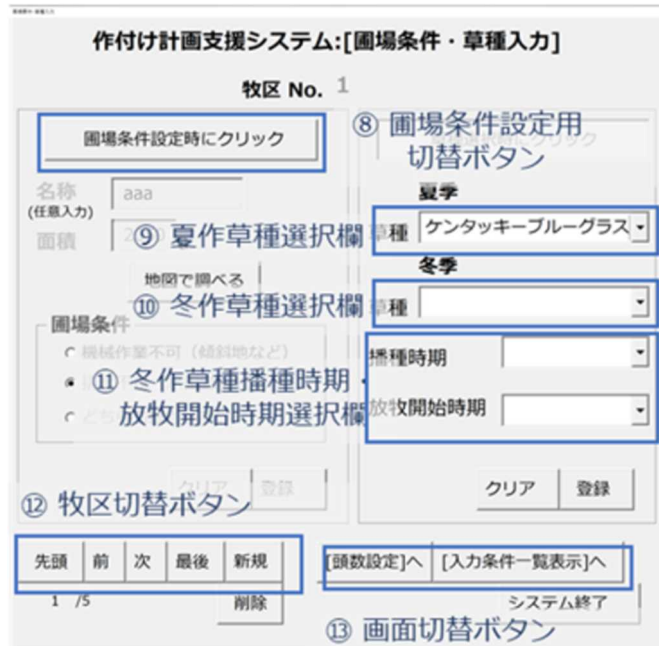 作付け計画支援システム:[圃場条件・草種入力]
牧区 No. 1
圃場条件設定時にクリック
⑧ 圃場条件設定用
切替ボタン
名称
(任意入力)
aaa
面積
地図で調べる
圃場条件
機械作業不可（傾斜地など）
クリア 登録
夏季
⑨ 夏作草種選択欄
草種 ケンタッキーブルーグラス
冬季
⑩ 冬作草種選択欄
草種
⑪ 冬作草種播種時期・
放牧開始時期選択欄
播種時期
放牧開始時期
クリア 登録
⑫ 牧区切替ボタン
先頭 前 次 最後 新規
1 /5 削除
[頭数設定]へ [入力条件一覧表示]へ
システム終了
⑬ 画面切替ボタン